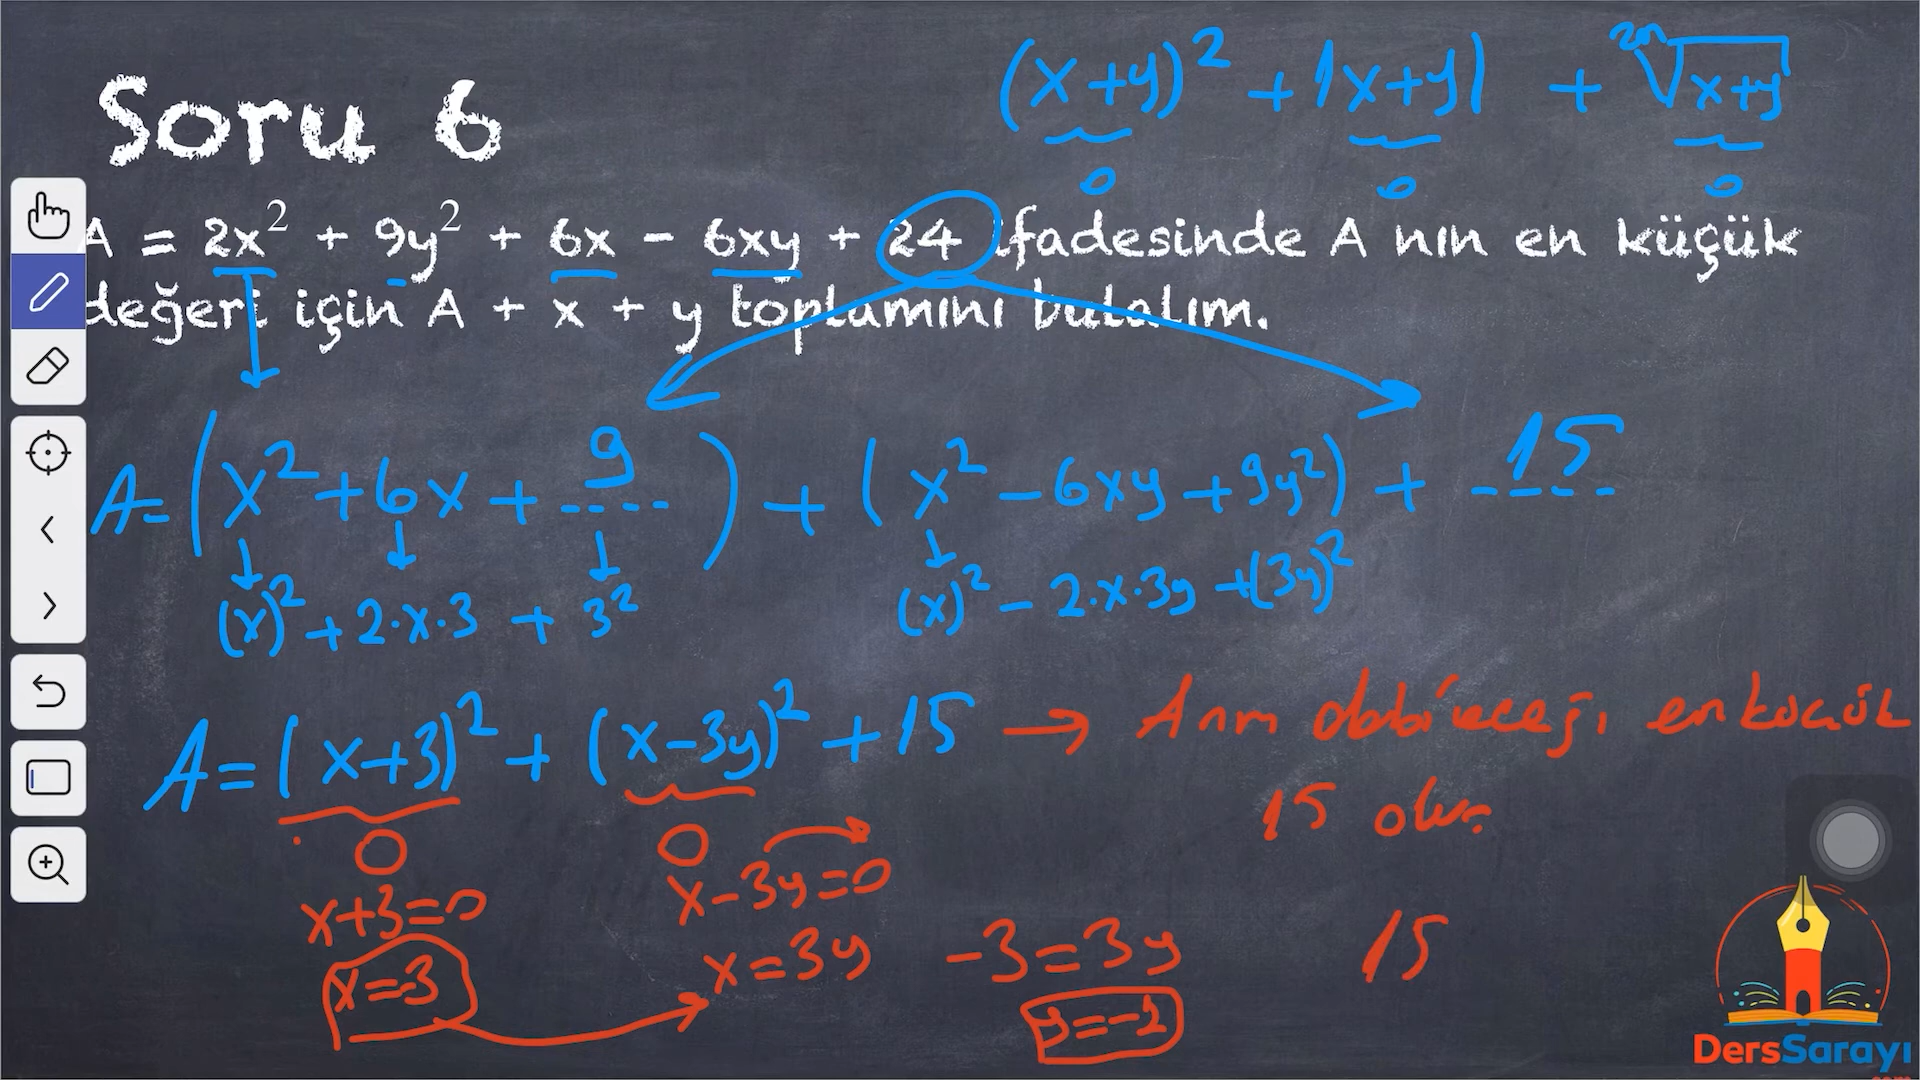 (x+y)² + |x+y| + ²ⁿ√x+y
0 0 0
Soru 6
A = 2x² + 9y² + 6x - 6xy + 24 ifadesinde A nın en küçük
değeri için A + x + y toplamını bulalım.
A=(x²+6x+ 9) + (x²-6xy+9y²) + 15
(x)²+2·x·3 + 3² (x)²-2·x·3y+(3y)²
A=(x+3)²+(x-3y)²+15 → A nın alabileceği en küçük
15 olur
0 0
x+3=0 x-3y=0
x=-3 x=3y -3=3y 15
y=-1
DersSarayı